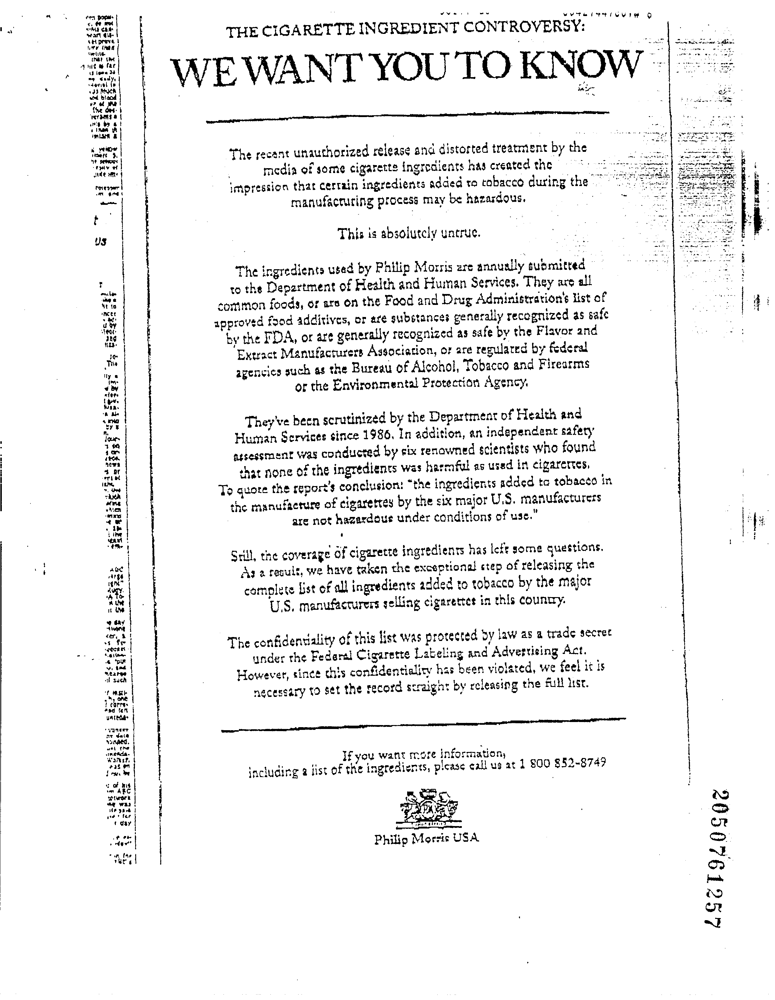 THE CIGARETTE INGREDIENT CONTROVERSY:
WE WANT YOU TO KNOW
The recent unauthorized release and distorted treatment by the
media of some cigarette ingredients has created the
impression that certain ingredients added to tobacco during the
manufacturing process may be hazardous.
This is absolutely untrue.
The ingredients used by Philip Morris are annually submitted
to the Department of Health and Human Services. They are all
common foods, or are on the Food and Drug Administration's list of
approved food additives, or are substances generally recognized as safe
by the FDA, or are generally recognized as safe by the Flavor and
Extract Manufacturers Association, or are regulated by federal
agencies such as the Bureau of Alcohol, Tobacco and Firearms
or the Environmental Protection Agency.
They've been scrutinized by the Department of Health and
Human Services since 1986. In addition, an independent safety
assessment was conducted by six renowned scientists who found
that none of the ingredients was harmful as used in cigarettes.
To quote the report's conclusion: "the ingredients added to tobacco in
the manufacture of cigarettes by the six major U.S. manufacturers
are not hazardous under conditions of use."
Still, the coverage of cigarette ingredients has left some questions.
As a result, we have taken the exceptional step of releasing the
complete list of all ingredients added to tobacco by the major
U.S. manufacturers selling cigarettes in this country.
The confidentiality of this list was protected by law as a trade secret
under the Federal Cigarette Labeling and Advertising Act.
However, since this confidentiality has been violated, we feel it is
necessary to set the record straight by releasing the full list.
If you want more information,
including a list of the ingredients, please call us at 1 800 852-8749
Philip Morris USA
2050761257